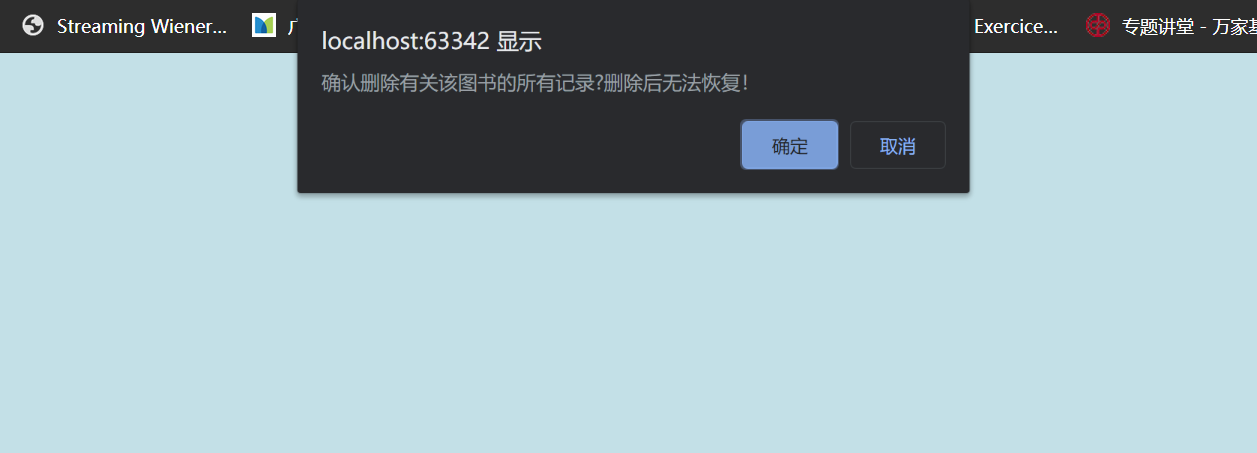 Streaming Wiener...
Exercice...
专题讲堂 - 万家基
localhost:63342 显示
确认删除有关该图书的所有记录?删除后无法恢复!
确定
取消